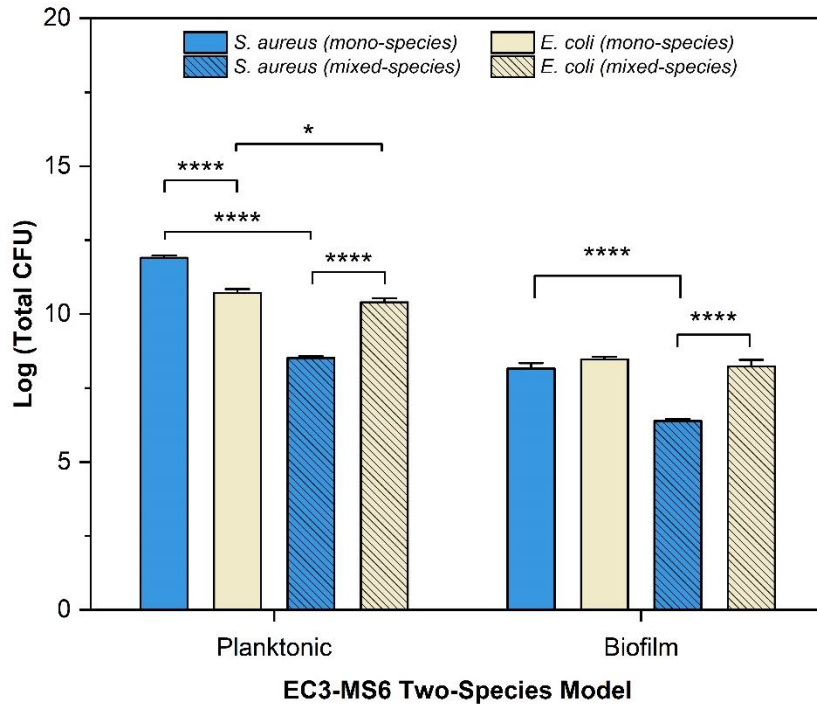 20
15
10
5
0
Log (Total CFU)
S. aureus (mono-species) E. coli (mono-species)
S. aureus (mixed-species) E. coli (mixed-species)
*
****
****
****
****
****
Planktonic Biofilm
EC3-MS6 Two-Species Model